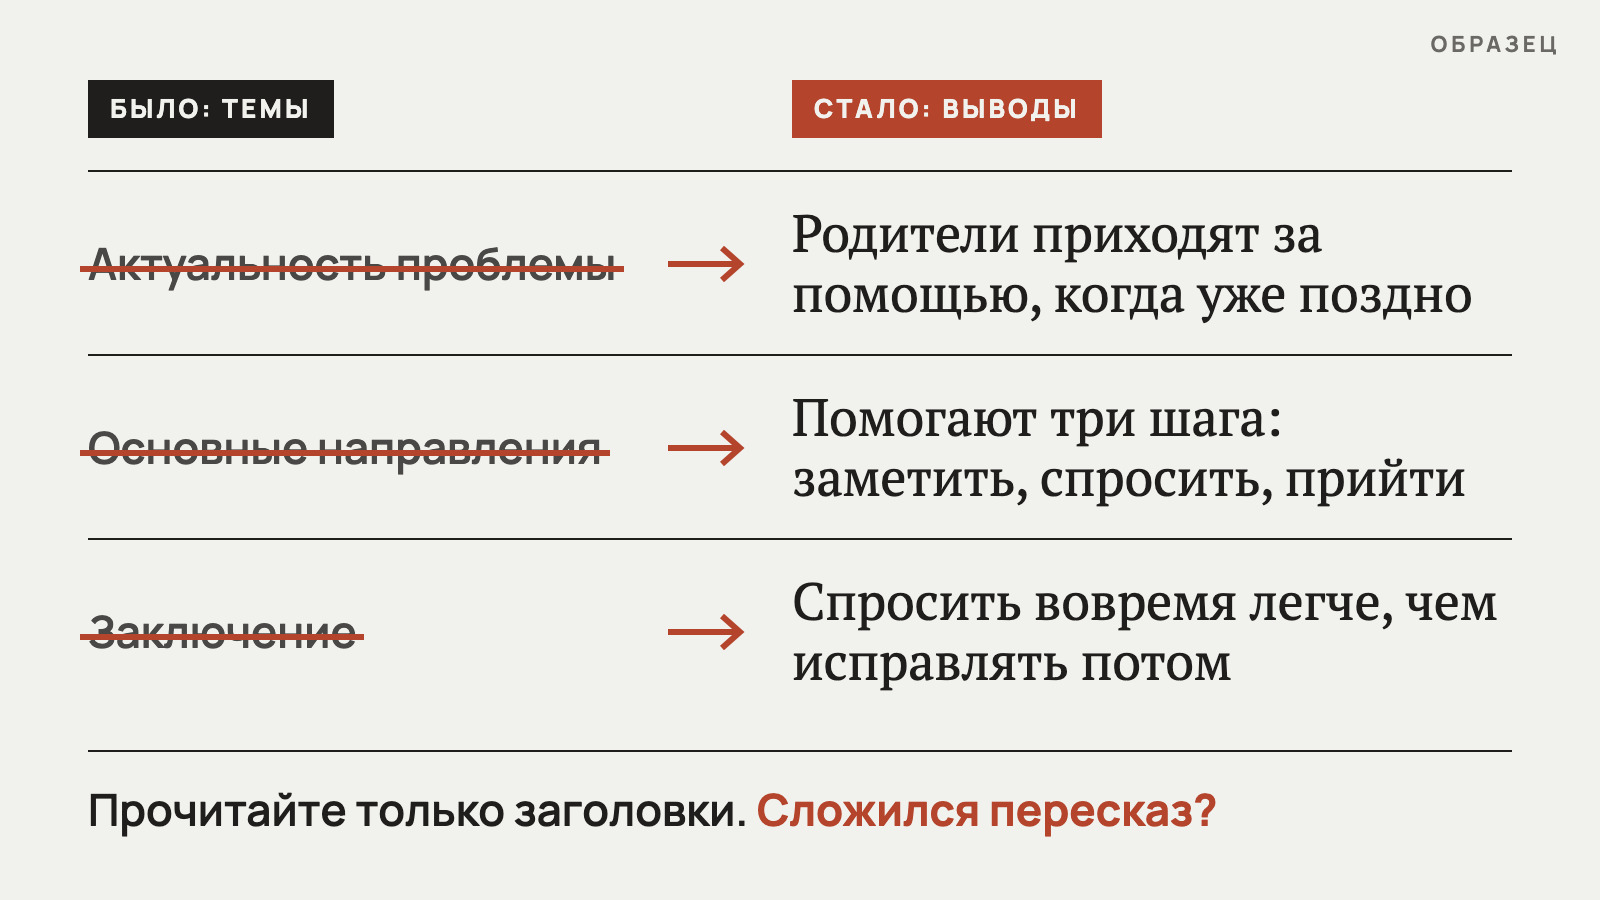 ОБРАЗЕЦ
БЫЛО: ТЕМЫ
СТАЛО: ВЫВОДЫ
Актуальность проблемы
Родители приходят за
помощью, когда уже поздно
Основные направления
Помогают три шага:
заметить, спросить, прийти
Заключение
Спросить вовремя легче, чем
исправлять потом
Прочитайте только заголовки. Сложился пересказ?